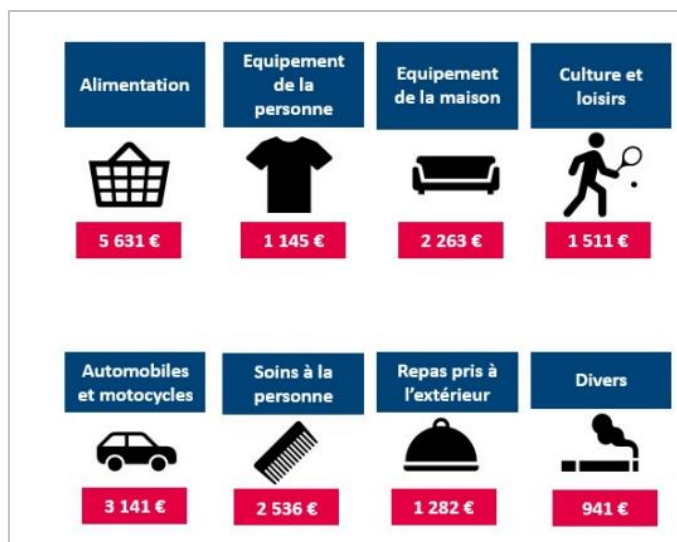 Alimentation
Equipement
de la
personne
Equipement
de la maison
Culture et
loisirs
5 631 €
1 145 €
2 263 €
1 511 €
Automobiles
et motocycles
Soins à la
personne
Repas pris à
l'extérieur
Divers
3 141 €
2 536 €
1 282 €
941 €